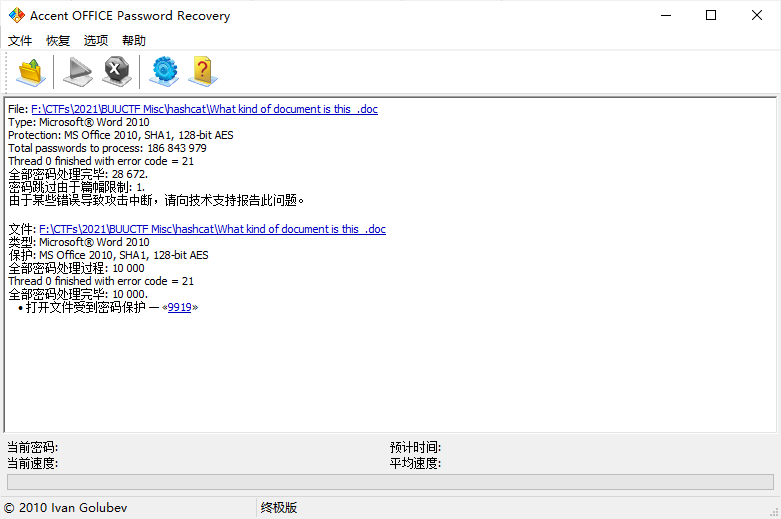 Accent OFFICE Password Recovery
文件 恢复 选项 帮助
File: F:\CTFs\2021\BUUCTF Misc\hashcat\What kind of document is this_.doc
Type: Microsoft® Word 2010
Protection: MS Office 2010, SHA1, 128-bit AES
Total passwords to process: 186 843 979
Thread 0 finished with error code = 21
全部密码处理完毕: 28 672.
密码跳过由于篇幅限制: 1.
由于某些错误导致攻击中断，请向技术支持报告此问题。
文件: F:\CTFs\2021\BUUCTF Misc\hashcat\What kind of document is this_.doc
类型: Microsoft® Word 2010
保护: MS Office 2010, SHA1, 128-bit AES
全部密码处理过程: 10 000
Thread 0 finished with error code = 21
全部密码处理完毕: 10 000.
• 打开文件受到密码保护 — «9919»
当前密码: 预计时间:
当前速度: 平均速度:
© 2010 Ivan Golubev 终极版